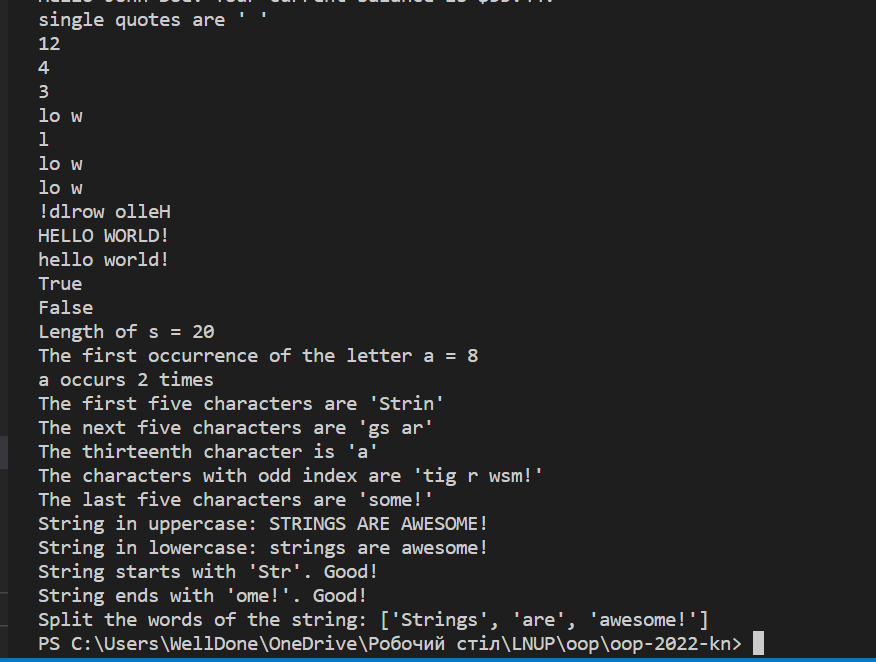 single quotes are ' '
12
4
3
lo w
l
lo w
lo w
!dlrow olleH
HELLO WORLD!
hello world!
True
False
Length of s = 20
The first occurrence of the letter a = 8
a occurs 2 times
The first five characters are 'Strin'
The next five characters are 'gs ar'
The thirteenth character is 'a'
The characters with odd index are 'tig r wsm!'
The last five characters are 'some!'
String in uppercase: STRINGS ARE AWESOME!
String in lowercase: strings are awesome!
String starts with 'Str'. Good!
String ends with 'ome!'. Good!
Split the words of the string: ['Strings', 'are', 'awesome!']
PS C:\Users\WellDone\OneDrive\Робочий стіл\LNUP\oop\oop-2022-kn>